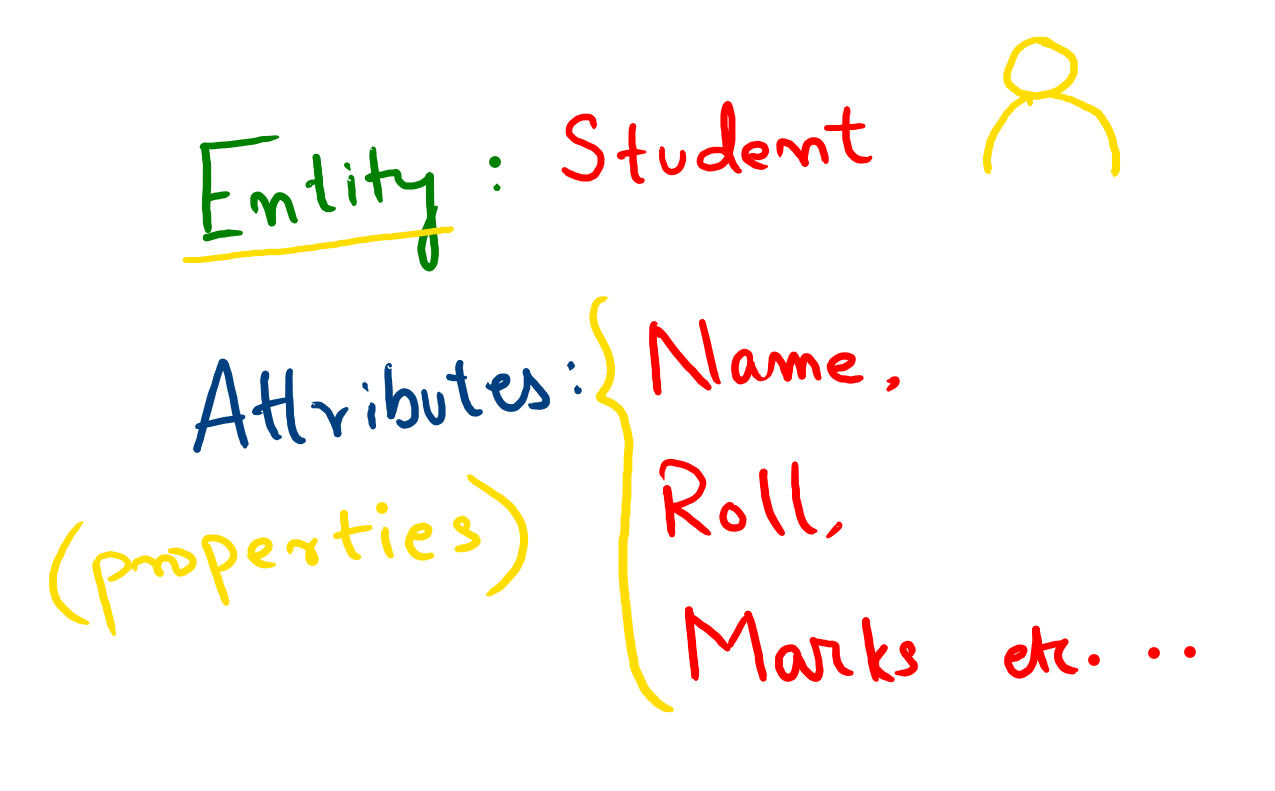 Entity : Student
Attributes : { Name,
(properties)
Roll,
Marks etc. . .